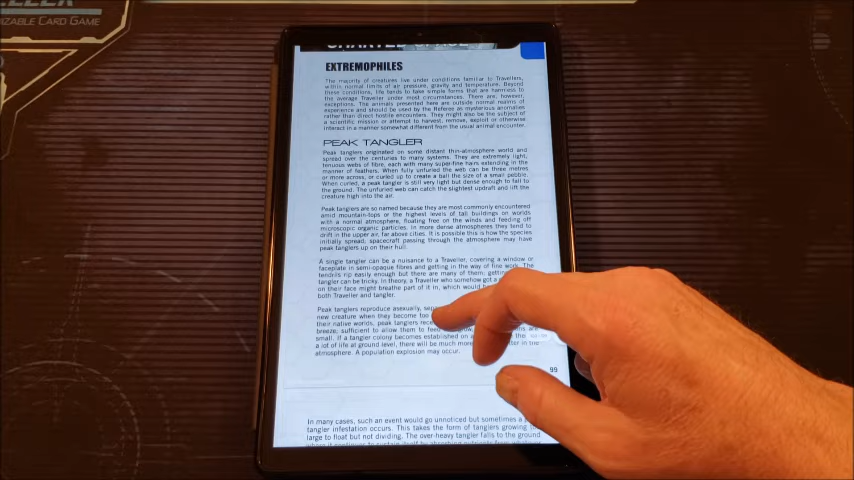 IZABLE CARD GAME
EXTREMOPHILES
The majority of creatures live under conditions familiar to Travellers,
within normal limits of air pressure, gravity and temperature. Beyond
these conditions, life tends to take simple forms that are harmless to
the average Traveller under most circumstances. There are, however,
exceptions. The animals presented here are outside normal realms of
experience and should be used by the Referee as mysterious anomalies
rather than direct hostile encounters. They might also be the subject of
a scientific mission or attempt to harvest, remove, exploit or otherwise
interact in a manner somewhat different from the usual animal encounter.
PEAK TANGLER
Peak tanglers originated on some distant thin-atmosphere world and
spread over the centuries to many systems. They are extremely light,
tenuous webs of fibre, each with many super-fine hairs extending in the
manner of feathers. When fully unfurled the web can be three metres
or more across, or curled up to create a ball the size of a small pebble.
When curled, a peak tangler is still very light but dense enough to fall to
the ground. The unfurled web can catch the slightest updraft and lift the
creature high into the air.
Peak tanglers are so named because they are most commonly encountered
amid mountain-tops or the highest levels of tall buildings on worlds
with a normal atmosphere, floating free on the winds and feeding off
microscopic organic particles. In more dense atmospheres they tend to
drift in the upper air, far above cities. It is possible this is how the species
initially spread; spacecraft passing through the atmosphere may have
peak tanglers up on their hull.
A single tangler can be a nuisance to a Traveller, covering a window or
faceplate in semi-opaque fibres and getting in the way of fine work. The
tendrils rip easily enough but there are many of them; getting
tangler can be tricky. In theory, a Traveller who somehow got a
on their face might breathe part of it in, which would
both Traveller and tangler.
Peak tanglers reproduce asexually,
new creature when they become too
their native worlds, peak tanglers
breeze; sufficient to allow them to feed
small. If a tangler colony becomes established on a
a lot of life at ground level, there will be much more in the
atmosphere. A population explosion may occur.
99
In many cases, such an event would go unnoticed but sometimes a
tangler infestation occurs. This takes the form of tanglers growing
large to float but not dividing. The over-heavy tangler falls to the ground